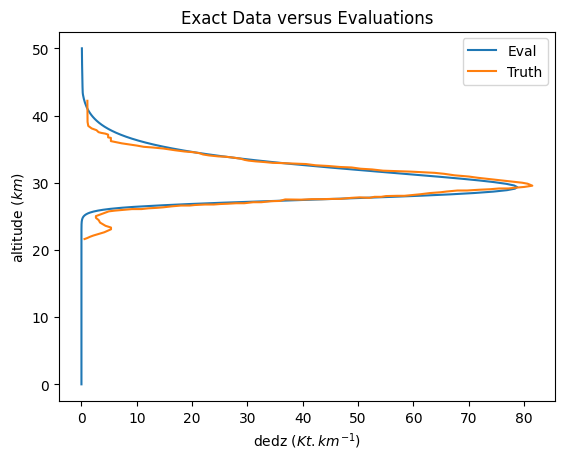 Exact Data versus Evaluations
Eval
Truth
50
40
30
20
10
0
altitude (km)
0 10 20 30 40 50 60 70 80
dedz (Kt. km⁻¹)